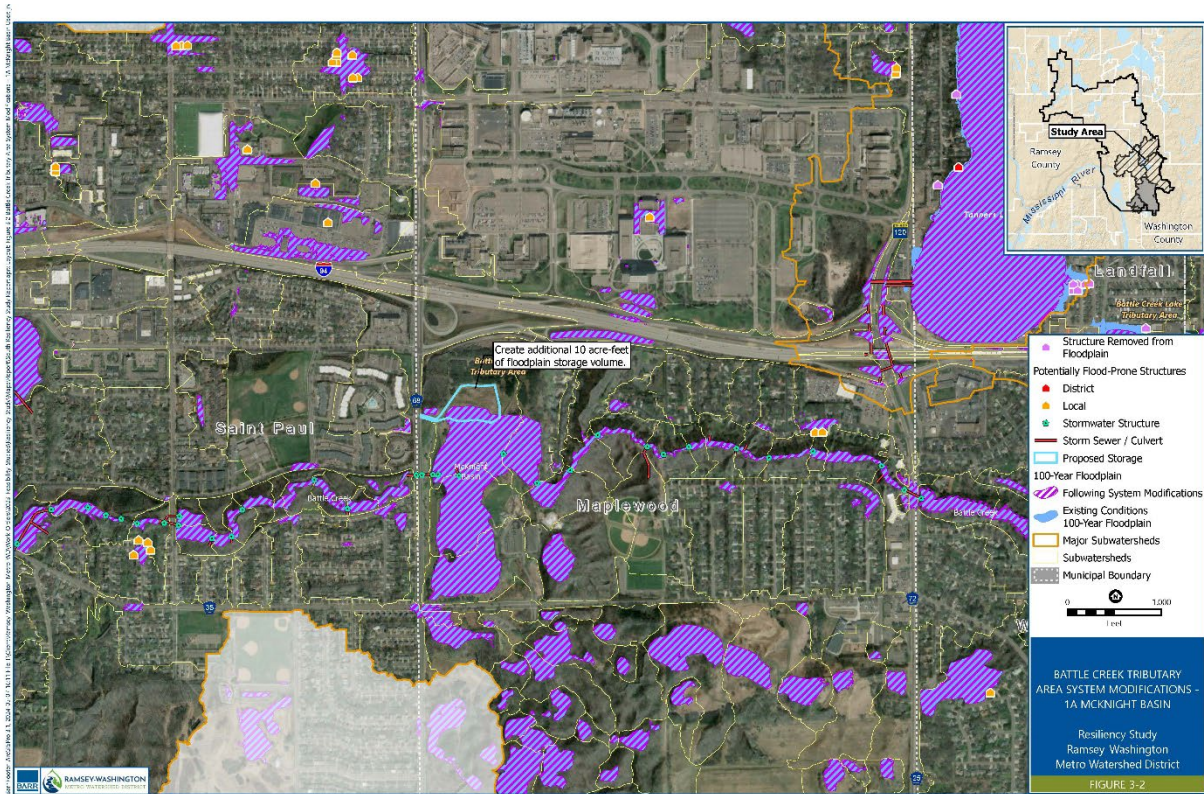 Study Area
Ramsey
County
Mississippi River
Washington
County
120
94
Landfall
Battle Creek Lake
Tributary Area
Create additional 10 acre-feet
of floodplain storage volume.
Tributary Area
68
Saint Paul
McKnight
Basin
Maplewood
Battle Creek
Battle Creek
35
72
25
Structure Removed from
Floodplain
Potentially Flood-Prone Structures
District
Local
Stormwater Structure
Storm Sewer / Culvert
Proposed Storage
100-Year Floodplain
Following System Modifications
Existing Conditions
100-Year Floodplain
Major Subwatersheds
Subwatersheds
Municipal Boundary
N
0 1,000
Feet
BATTLE CREEK TRIBUTARY
AREA SYSTEM MODIFICATIONS -
1A MCKNIGHT BASIN
Resiliency Study
Ramsey Washington
Metro Watershed District
FIGURE 3-2
BARR
RAMSEY-WASHINGTON
METRO WATERSHED DISTRICT